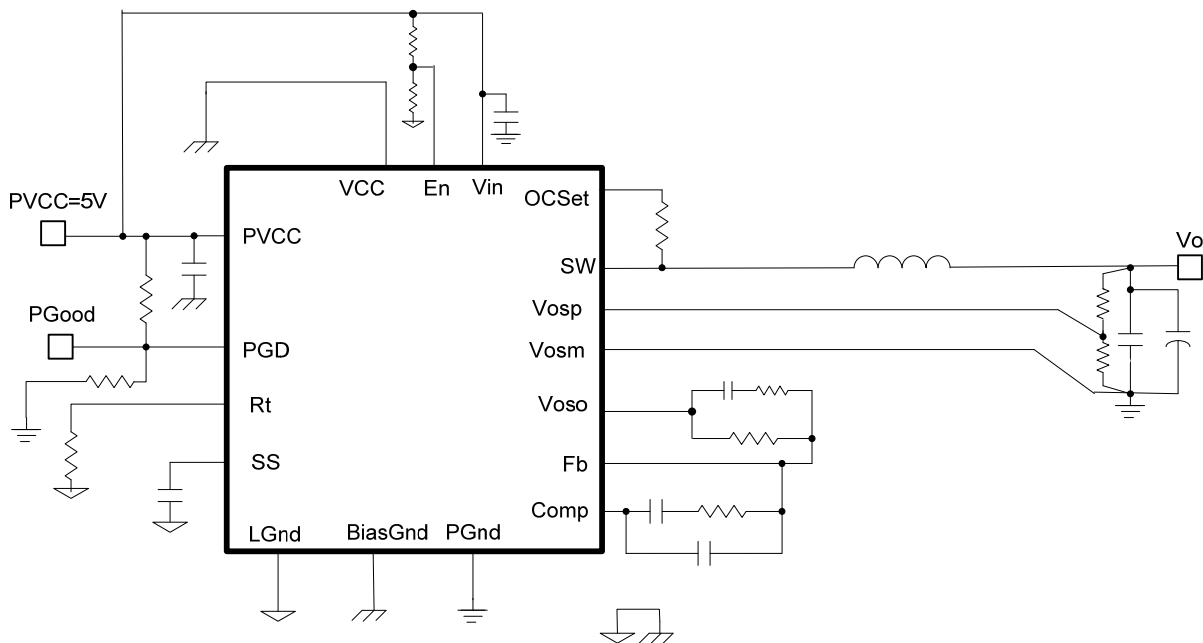 VCC
En
Vin
OCSet
PVCC=5V
PVCC
Vo
SW
Vosp
PGood
PGD
Vosm
Rt
Voso
SS
Fb
Comp
LGnd
BiasGnd
PGnd